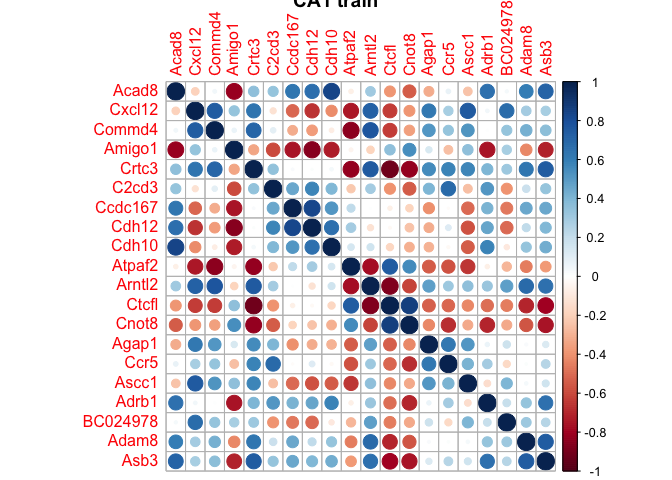 CA1 train
Acad8 Cxcl12 Commd4 Amigo1 Crtc3 C2cd3 Ccdc167 Cdh12 Cdh10 Atpaf2 Arntl2 Ctcfl Cnot8 Agap1 Ccr5 Ascc1 Adrb1 BC024978 Adam8 Asb3
Acad8
Cxcl12
Commd4
Amigo1
Crtc3
C2cd3
Ccdc167
Cdh12
Cdh10
Atpaf2
Arntl2
Ctcfl
Cnot8
Agap1
Ccr5
Ascc1
Adrb1
BC024978
Adam8
Asb3
1
0.8
0.6
0.4
0.2
0
-0.2
-0.4
-0.6
-0.8
-1